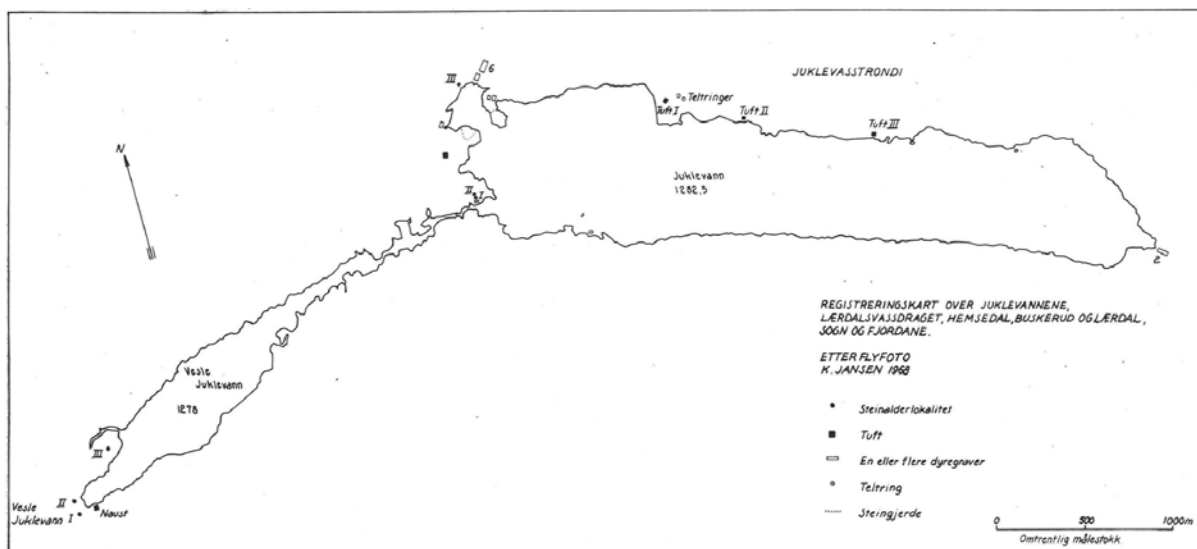 III
6
JUKLEVASSTRONDI
Teltringer
Tuft I
Tuft II
Tuft III
N
Juklevann
1282,5
II
I
2
REGISTRERINGSKART OVER JUKLEVANNENE,
LÆRDALSVASSDRAGET, HEMSEDAL, BUSKERUD OG LÆRDAL,
SOGN OG FJORDANE.
ETTER FLYFOTO
K. JANSEN 1968
Vesle
Juklevann
1278
Steinalderlokalitet
Tuft
En eller flere dyregraver
Teltring
Steingjerde
III
II
Vesle
Juklevann I
Naust
0 500 1000m
Omtrentlig målestokk